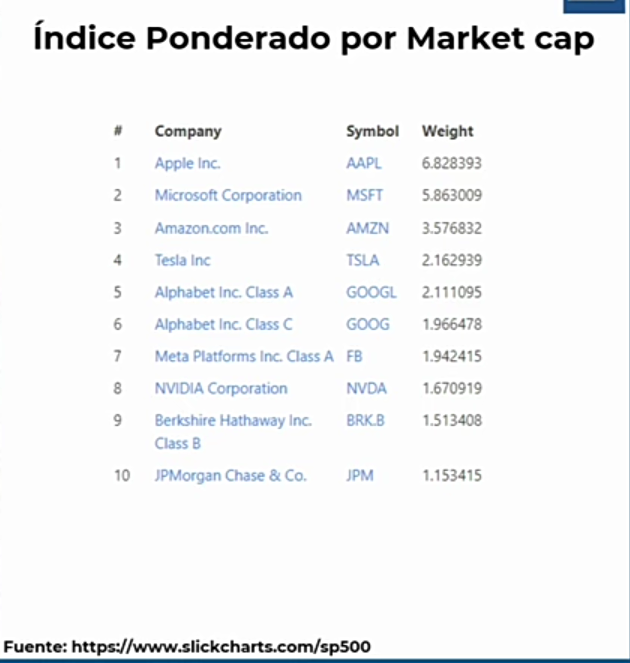 Índice Ponderado por Market cap
# Company Symbol Weight
1 Apple Inc. AAPL 6.828393
2 Microsoft Corporation MSFT 5.863009
3 Amazon.com Inc. AMZN 3.576832
4 Tesla Inc TSLA 2.162939
5 Alphabet Inc. Class A GOOGL 2.111095
6 Alphabet Inc. Class C GOOG 1.966478
7 Meta Platforms Inc. Class A FB 1.942415
8 NVIDIA Corporation NVDA 1.670919
9 Berkshire Hathaway Inc. BRK.B 1.513408
Class B
10 JPMorgan Chase & Co. JPM 1.153415
Fuente: https://www.slickcharts.com/sp500